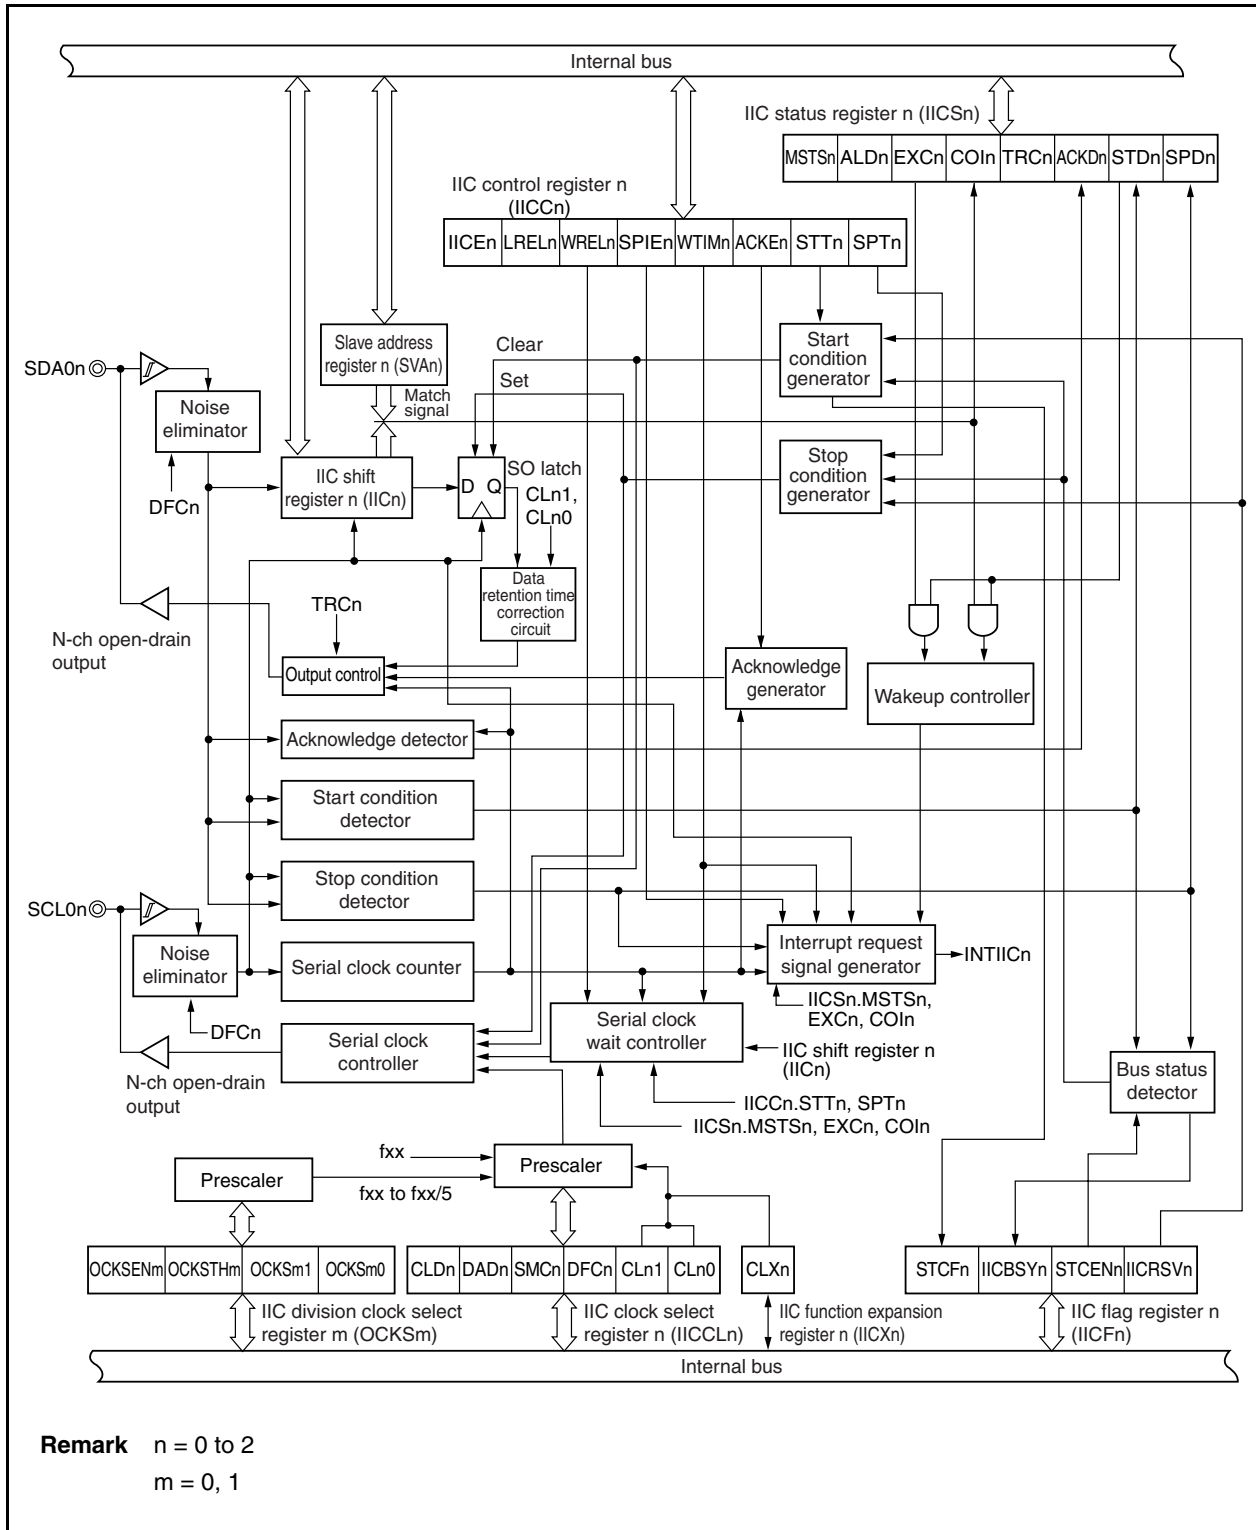 Internal bus
IIC status register n (IICSn)
MSTSn ALDn EXCn COIn TRCn ACKDn STDn SPDn
IIC control register n
(IICCn)
IICEn LRELn WRELn SPIEn WTIMn ACKEn STTn SPTn
Slave address
register n (SVAn)
Clear
Start
condition
generator
SDA0n
Set
Match
signal
Noise
eliminator
DFCn
IIC shift
register n (IICn)
D Q
SO latch
CLn1,
CLn0
Stop
condition
generator
Data
retention time
correction
circuit
TRCn
N-ch open-drain
output
Output control
Acknowledge
generator
Wakeup controller
Acknowledge detector
Start condition
detector
Stop condition
detector
SCL0n
Noise
eliminator
DFCn
Serial clock counter
Interrupt request
signal generator
INTIICn
IICSn.MSTSn,
EXCn, COIn
Serial clock
controller
Serial clock
wait controller
IIC shift register n
(IICn)
Bus status
detector
N-ch open-drain
output
IICCn.STTn, SPTn
IICSn.MSTSn, EXCn, COIn
fxx
Prescaler
Prescaler
fxx to fxx/5
OCKSENm OCKSTHm OCKSm1 OCKSm0
CLDn DADn SMCn DFCn CLn1 CLn0
CLXn
STCFn IICBSYn STCENn IICRSVn
IIC division clock select
register m (OCKSm)
IIC clock select
register n (IICCLn)
IIC function expansion
register n (IICXn)
IIC flag register n
(IICFn)
Internal bus
Remark n = 0 to 2
m = 0, 1